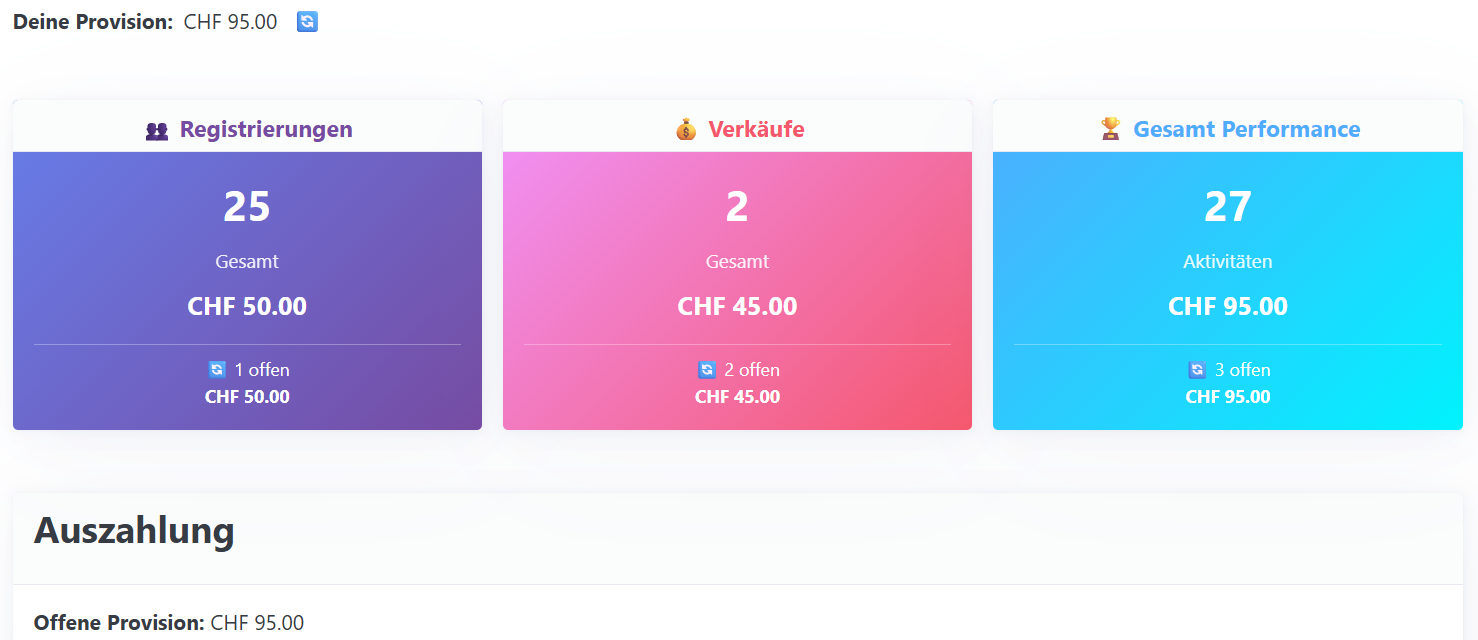 Deine Provision: CHF 95.00
Registrierungen
25
Gesamt
CHF 50.00
1 offen
CHF 50.00
Verkäufe
2
Gesamt
CHF 45.00
2 offen
CHF 45.00
Gesamt Performance
27
Aktivitäten
CHF 95.00
3 offen
CHF 95.00
Auszahlung
Offene Provision: CHF 95.00